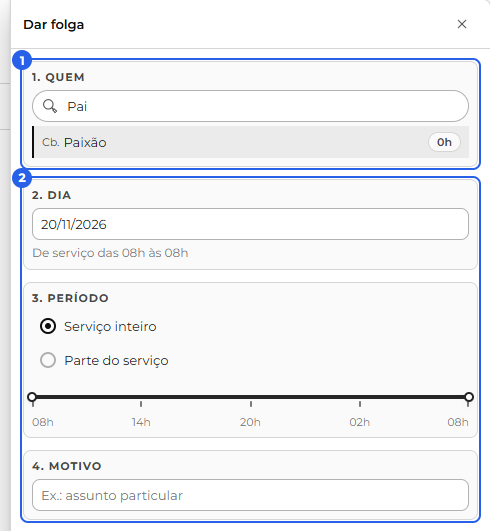 Dar folga
1
1. QUEM
Pai
Cb. Paixão 0h
2
2. DIA
20/11/2026
De serviço das 08h às 08h
3. PERÍODO
Serviço inteiro
Parte do serviço
08h 14h 20h 02h 08h
4. MOTIVO
Ex.: assunto particular